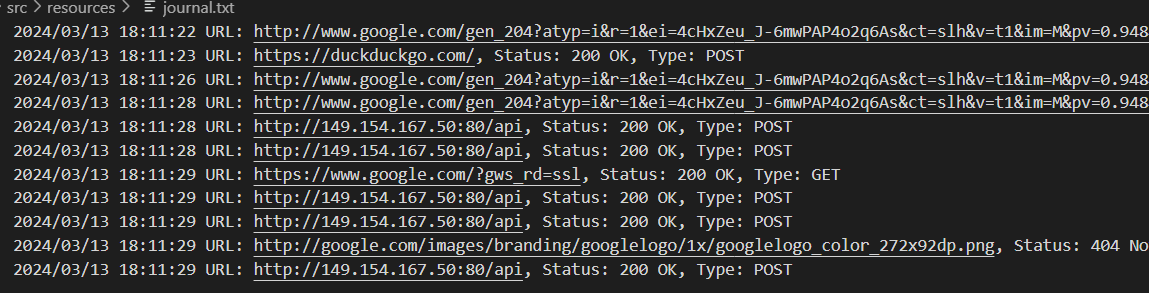 src > resources > journal.txt
2024/03/13 18:11:22 URL: http://www.google.com/gen_204?atyp=i&r=1&ei=4cHxZeu_J-6mwPAP4o2q6As&ct=slh&v=t1&im=M&pv=0.948
2024/03/13 18:11:23 URL: https://duckduckgo.com/, Status: 200 OK, Type: POST
2024/03/13 18:11:26 URL: http://www.google.com/gen_204?atyp=i&r=1&ei=4cHxZeu_J-6mwPAP4o2q6As&ct=slh&v=t1&im=M&pv=0.948
2024/03/13 18:11:28 URL: http://www.google.com/gen_204?atyp=i&r=1&ei=4cHxZeu_J-6mwPAP4o2q6As&ct=slh&v=t1&im=M&pv=0.948
2024/03/13 18:11:28 URL: http://149.154.167.50:80/api, Status: 200 OK, Type: POST
2024/03/13 18:11:28 URL: http://149.154.167.50:80/api, Status: 200 OK, Type: POST
2024/03/13 18:11:29 URL: https://www.google.com/?gws_rd=ssl, Status: 200 OK, Type: GET
2024/03/13 18:11:29 URL: http://149.154.167.50:80/api, Status: 200 OK, Type: POST
2024/03/13 18:11:29 URL: http://149.154.167.50:80/api, Status: 200 OK, Type: POST
2024/03/13 18:11:29 URL: http://google.com/images/branding/googlelogo/1x/googlelogo_color_272x92dp.png, Status: 404 No
2024/03/13 18:11:29 URL: http://149.154.167.50:80/api, Status: 200 OK, Type: POST